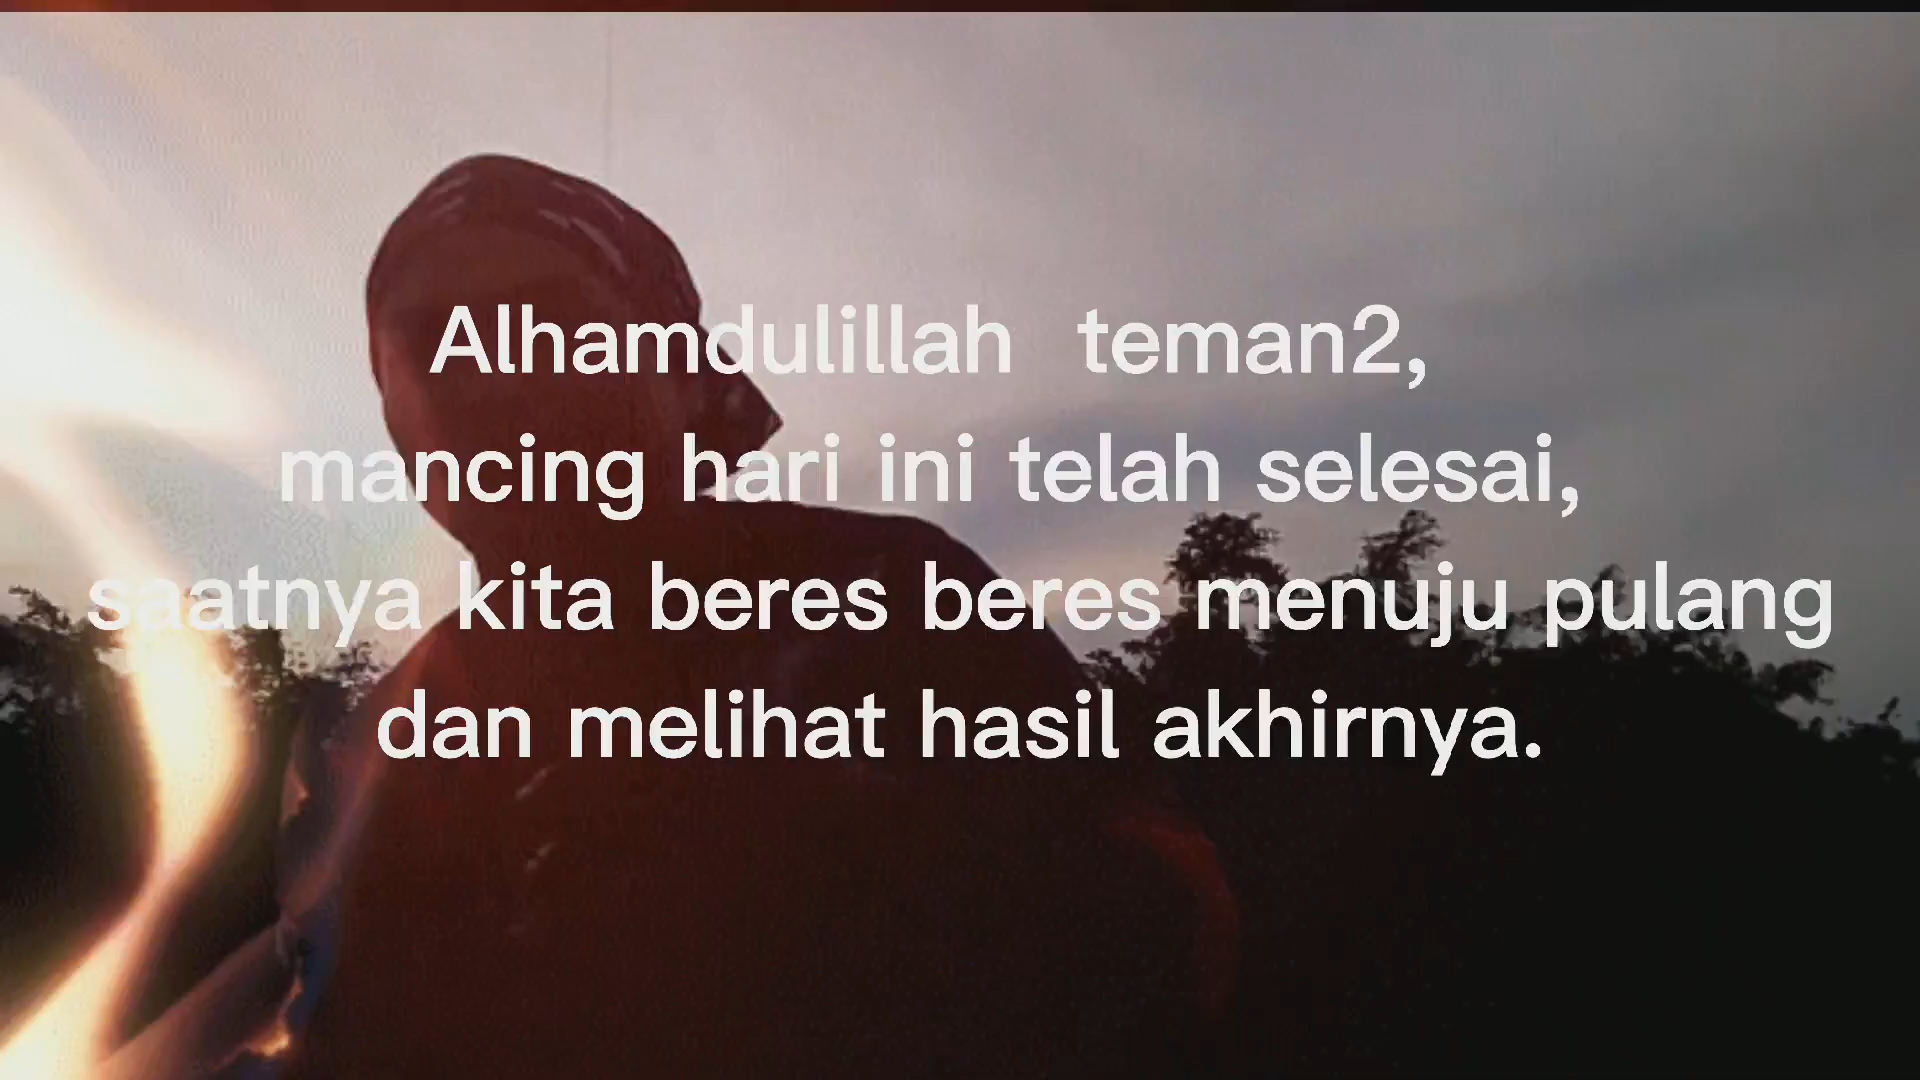 Alhamdulillah teman2,
mancing hari ini telah selesai,
saatnya kita beres beres menuju pulang
dan melihat hasil akhirnya.